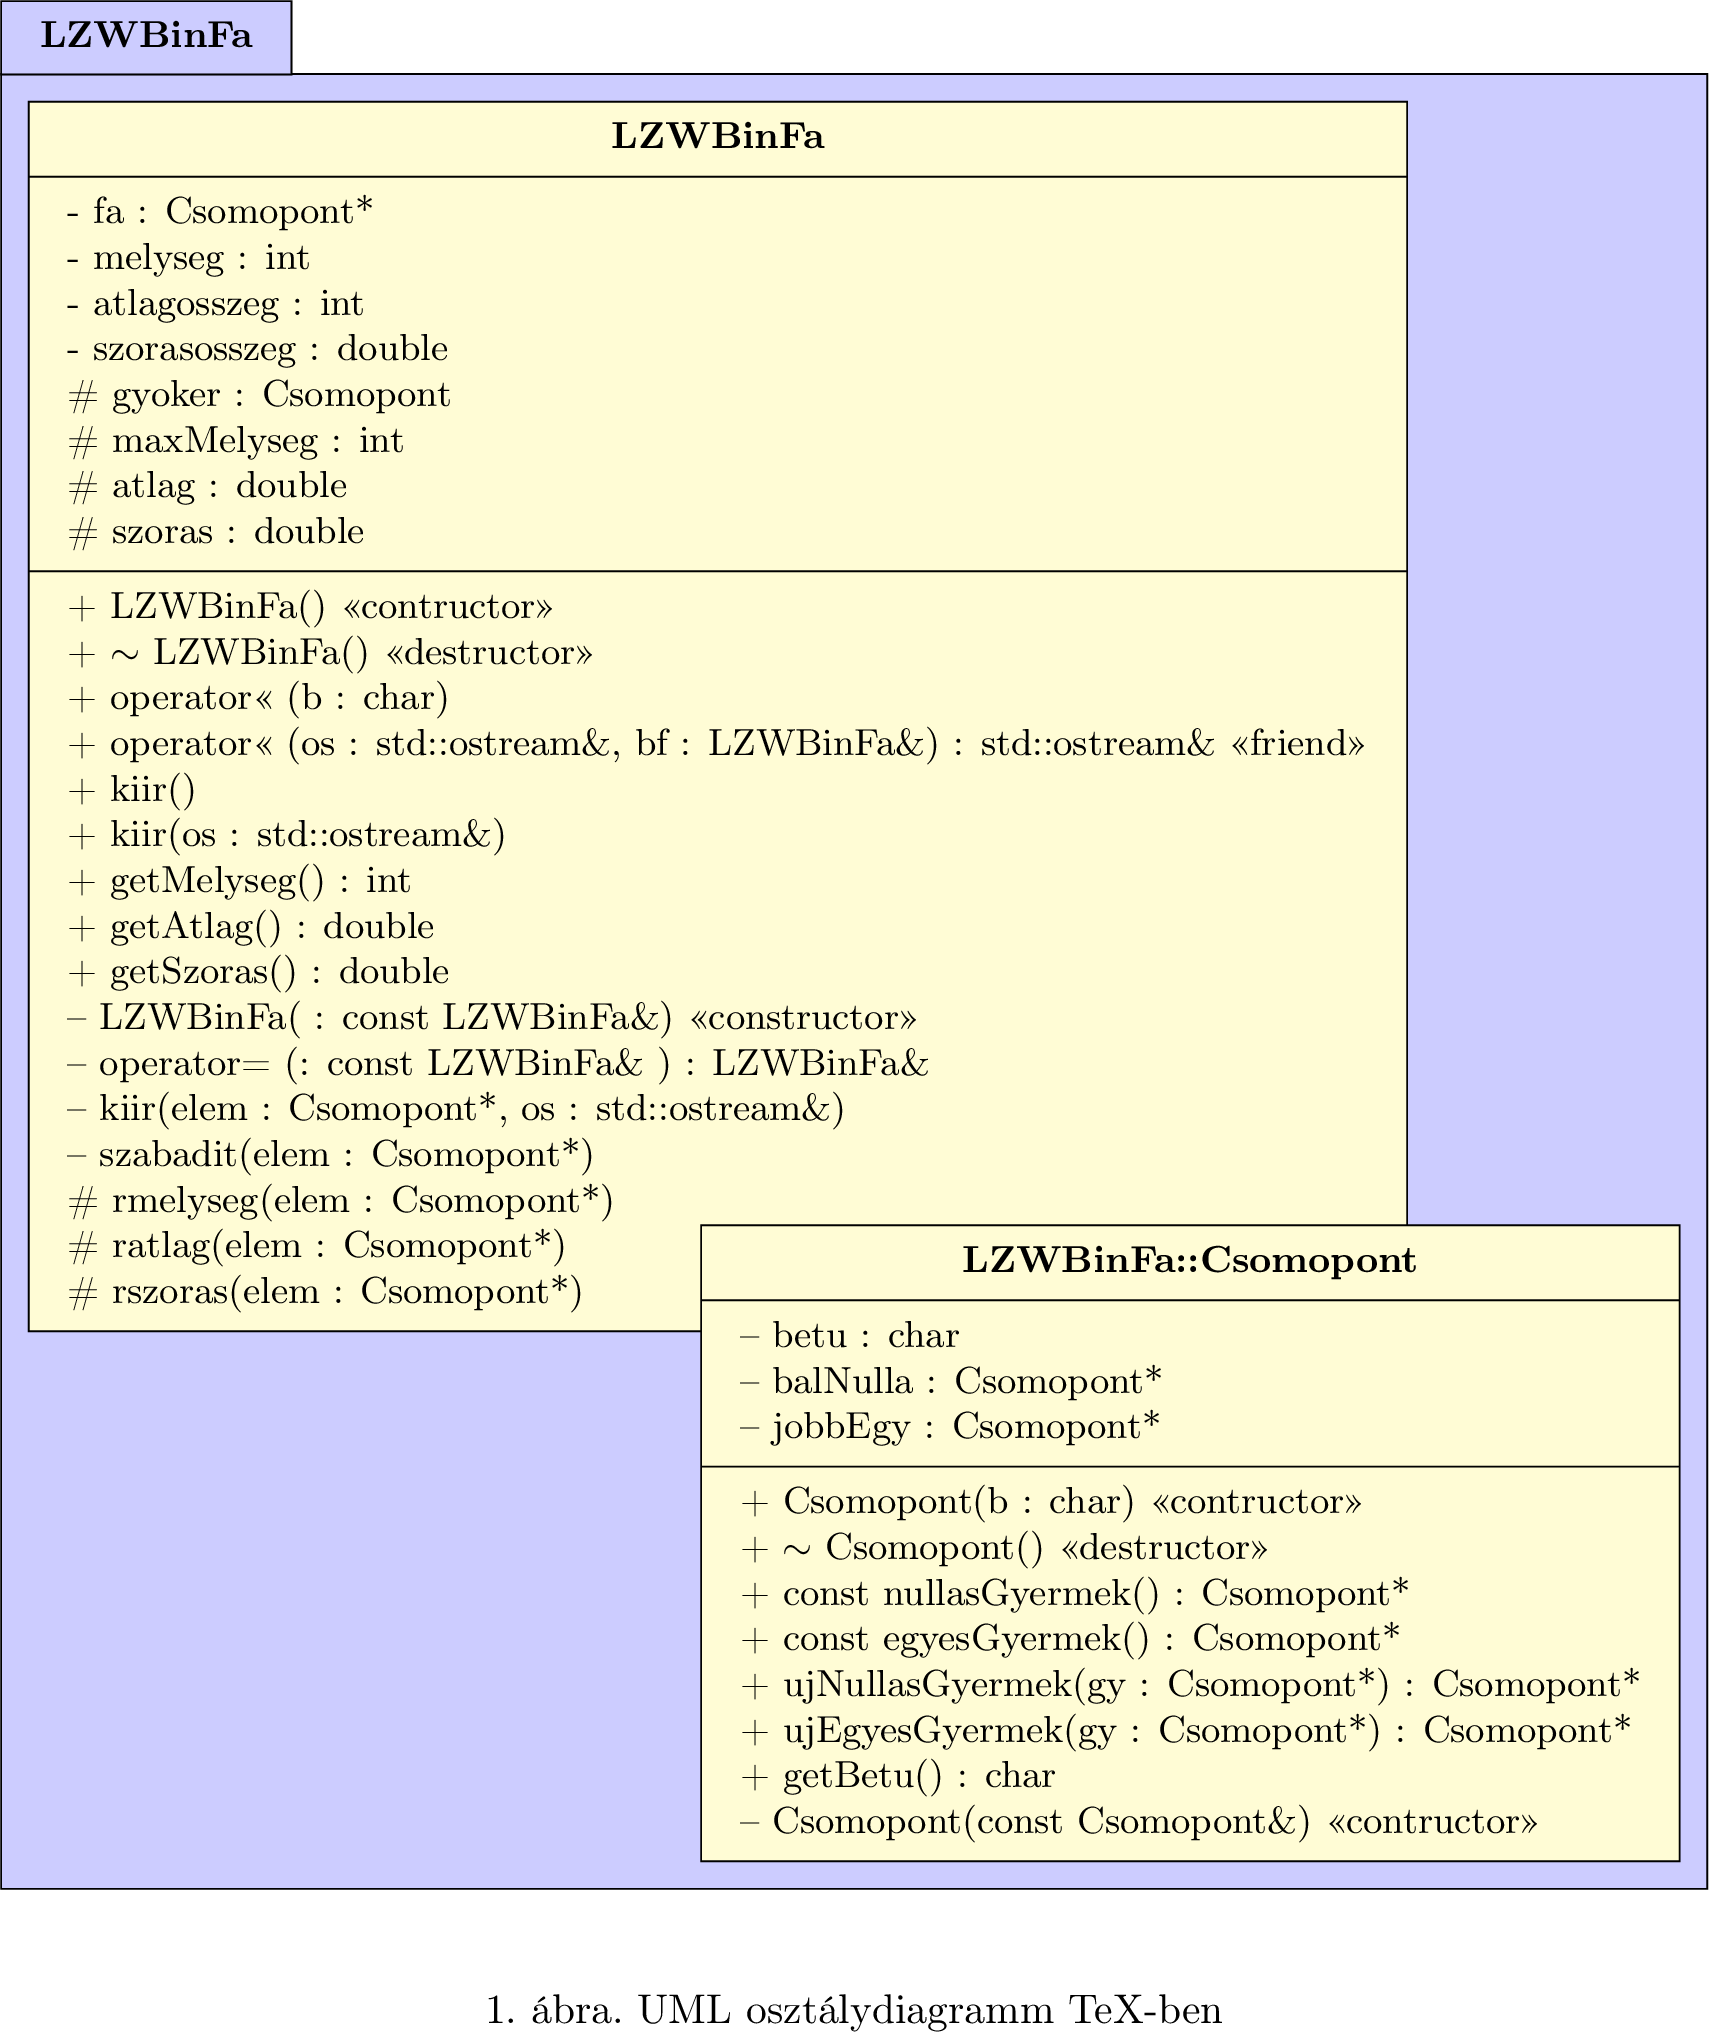 LZWBinFa
LZWBinFa
- fa : Csomopont*
- melyseg : int
- atlagosszeg : int
- szorasosszeg : double
# gyoker : Csomopont
# maxMelyseg : int
# atlag : double
# szoras : double
+ LZWBinFa() «contructor»
+ ∼ LZWBinFa() «destructor»
+ operator« (b : char)
+ operator« (os : std::ostream&, bf : LZWBinFa&) : std::ostream& «friend»
+ kiir()
+ kiir(os : std::ostream&)
+ getMelyseg() : int
+ getAtlag() : double
+ getSzoras() : double
– LZWBinFa( : const LZWBinFa&) «constructor»
– operator= (: const LZWBinFa& ) : LZWBinFa&
– kiir(elem : Csomopont*, os : std::ostream&)
– szabadit(elem : Csomopont*)
# rmelyseg(elem : Csomopont*)
# ratlag(elem : Csomopont*)
# rszoras(elem : Csomopont*)
LZWBinFa::Csomopont
– betu : char
– balNulla : Csomopont*
– jobbEgy : Csomopont*
+ Csomopont(b : char) «contructor»
+ ∼ Csomopont() «destructor»
+ const nullasGyermek() : Csomopont*
+ const egyesGyermek() : Csomopont*
+ ujNullasGyermek(gy : Csomopont*) : Csomopont*
+ ujEgyesGyermek(gy : Csomopont*) : Csomopont*
+ getBetu() : char
– Csomopont(const Csomopont&) «contructor»
1. ábra. UML osztálydiagramm TeX-ben